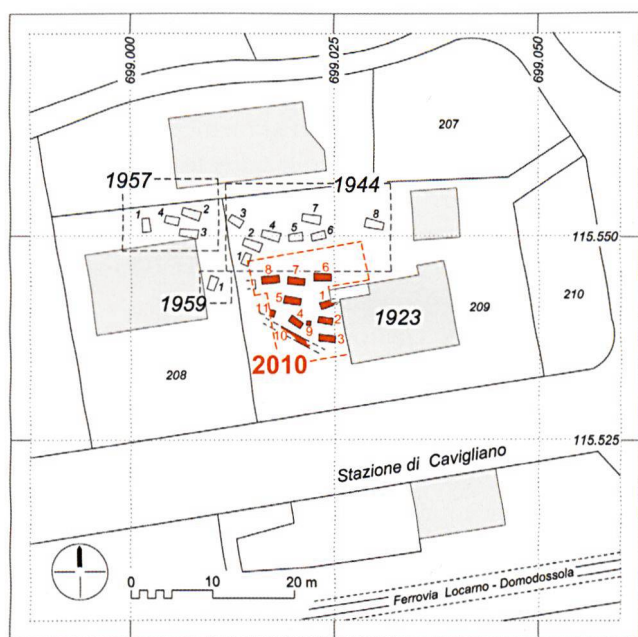 699.000
699.025
699.050
207
1957
1944
1 4 2 3
3 7 8
2 4 5 6
1
115.550
1959
1
8 7 6
5 1
11 4 9 2
10 3
1923
209
210
2010
208
115.525
Stazione di Cavigliano
0 10 20 m
Ferrovia Locarno - Domodossola